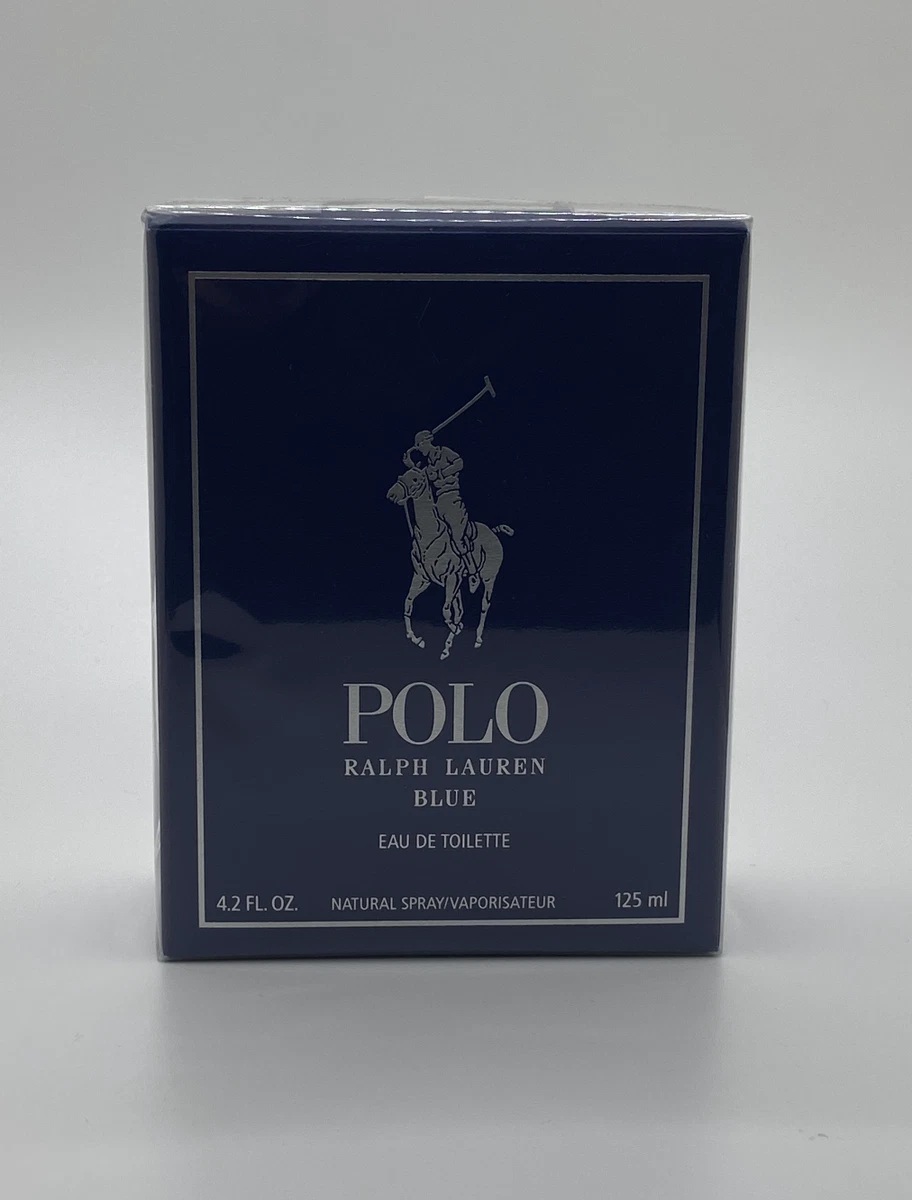 POLO
RALPH LAUREN
BLUE
EAU DE TOILETTE
4.2 FL. OZ. NATURAL SPRAY/VAPORISATEUR 125 ml